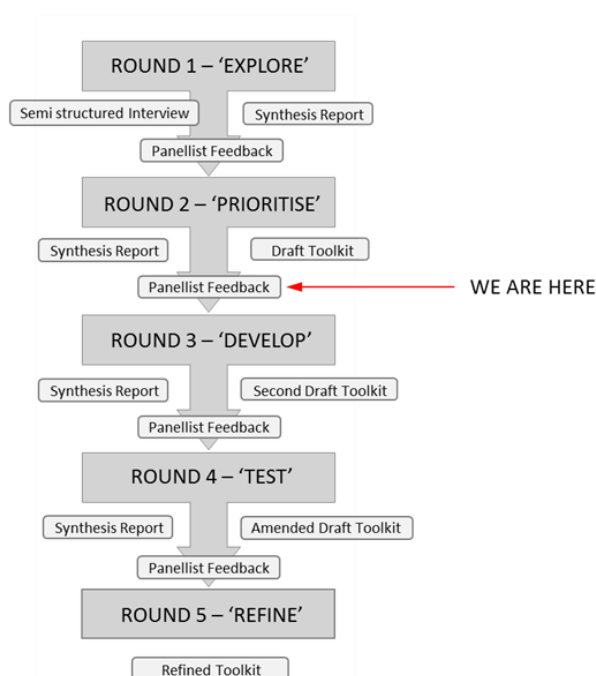 ROUND 1 – ‘EXPLORE’
Semi structured Interview
Synthesis Report
Panellist Feedback
ROUND 2 – ‘PRIORITISE’
Synthesis Report
Draft Toolkit
Panellist Feedback
WE ARE HERE
ROUND 3 – ‘DEVELOP’
Synthesis Report
Second Draft Toolkit
Panellist Feedback
ROUND 4 – ‘TEST’
Synthesis Report
Amended Draft Toolkit
Panellist Feedback
ROUND 5 – ‘REFINE’
Refined Toolkit